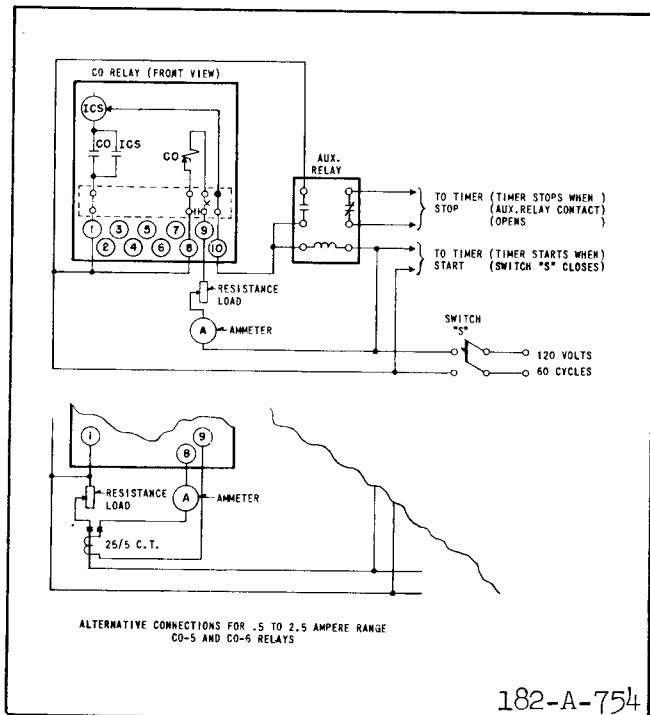 CO RELAY (FRONT VIEW)
ICS
CO ICS
CO
AUX.
RELAY
TO TIMER (TIMER STOPS WHEN )
STOP (AUX.RELAY CONTACT)
(OPENS )
1 3 5 7 9
2 4 6 8 10
TO TIMER (TIMER STARTS WHEN)
START (SWITCH "S" CLOSES)
RESISTANCE
LOAD
A AMMETER
SWITCH
"S"
120 VOLTS
60 CYCLES
1 9
8
RESISTANCE
LOAD
A AMMETER
25/5 C.T.
ALTERNATIVE CONNECTIONS FOR .5 TO 2.5 AMPERE RANGE
CO-5 AND CO-6 RELAYS
182-A-754